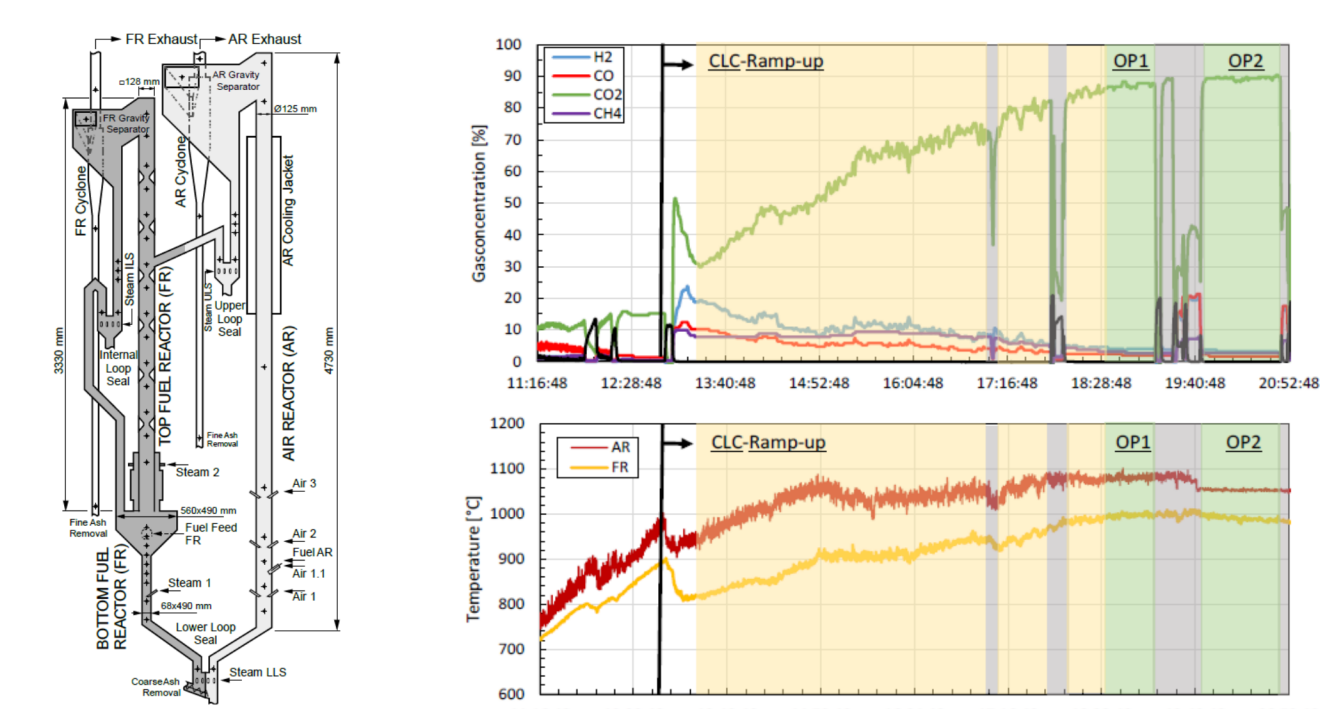 FR Exhaust
AR Exhaust
□128 mm
AR Gravity
Separator
FR Gravity
Separator
Ø125 mm
FR Cyclone
AR Cyclone
AR Cooling Jacket
Steam ILS
Steam ULS
Upper
Loop
Seal
Internal
Loop
Seal
3330 mm
4730 mm
TOP FUEL REACTOR (FR)
AIR REACTOR (AR)
Fine Ash
Removal
Steam 2
Air 3
560x490 mm
Fine Ash
Removal
Fuel Feed
FR
Air 2
Fuel AR
Air 1.1
Steam 1
Air 1
68x490 mm
BOTTOM FUEL
REACTOR (FR)
Lower Loop
Seal
Steam LLS
CoarseAsh
Removal
Gasconcentration [%]
100
90
80
70
60
50
40
30
20
10
0
H2
CO
CO2
CH4
CLC-Ramp-up
OP1
OP2
11:16:48 12:28:48 13:40:48 14:52:48 16:04:48 17:16:48 18:28:48 19:40:48 20:52:48
Temperature [°C]
1200
1100
1000
900
800
700
600
AR
FR
CLC-Ramp-up
OP1
OP2